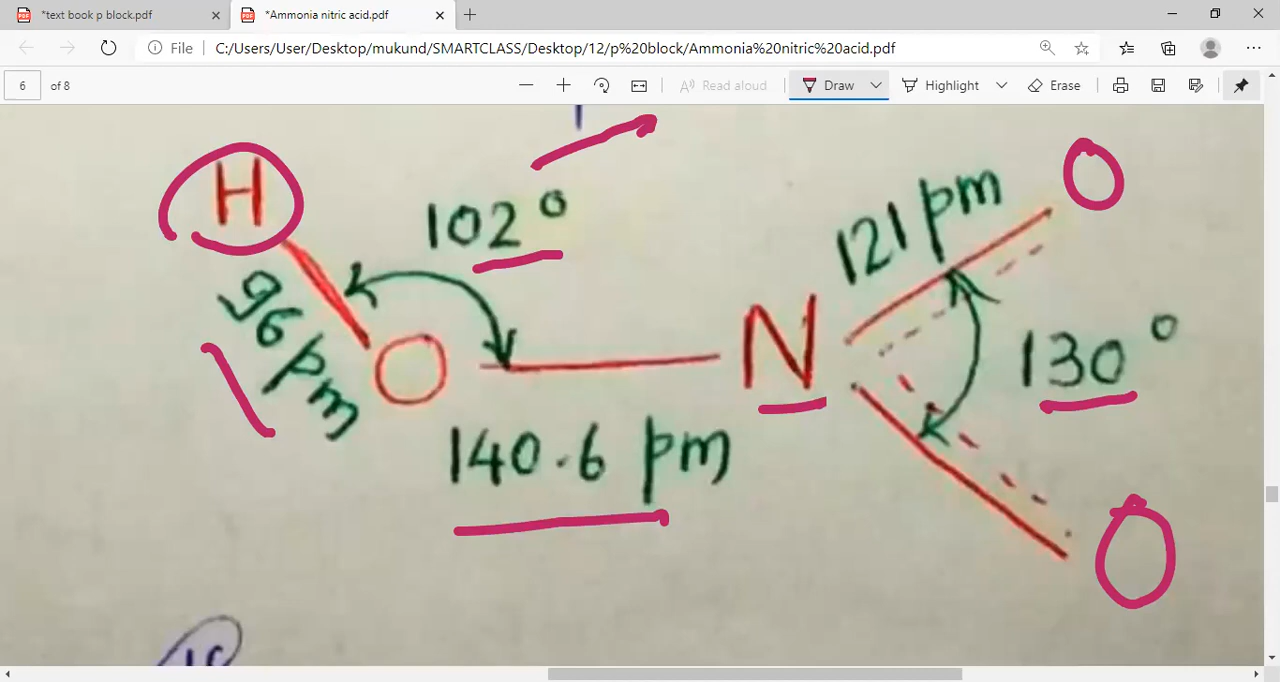 *text book p block.pdf
*Ammonia nitric acid.pdf
File
C:/Users/User/Desktop/mukund/SMARTCLASS/Desktop/12/p%20block/Ammonia%20nitric%20acid.pdf
6 of 8
Read aloud
Draw
Highlight
Erase
H
102°
96 pm
O
140.6 pm
N
121 pm
O
130°
O